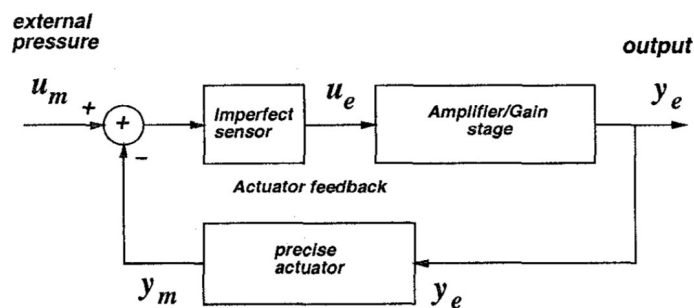 external
pressure
output
u_m
u_e
y_e
+
+
−
Imperfect
sensor
Amplifier/Gain
stage
Actuator feedback
precise
actuator
y_m
y_e